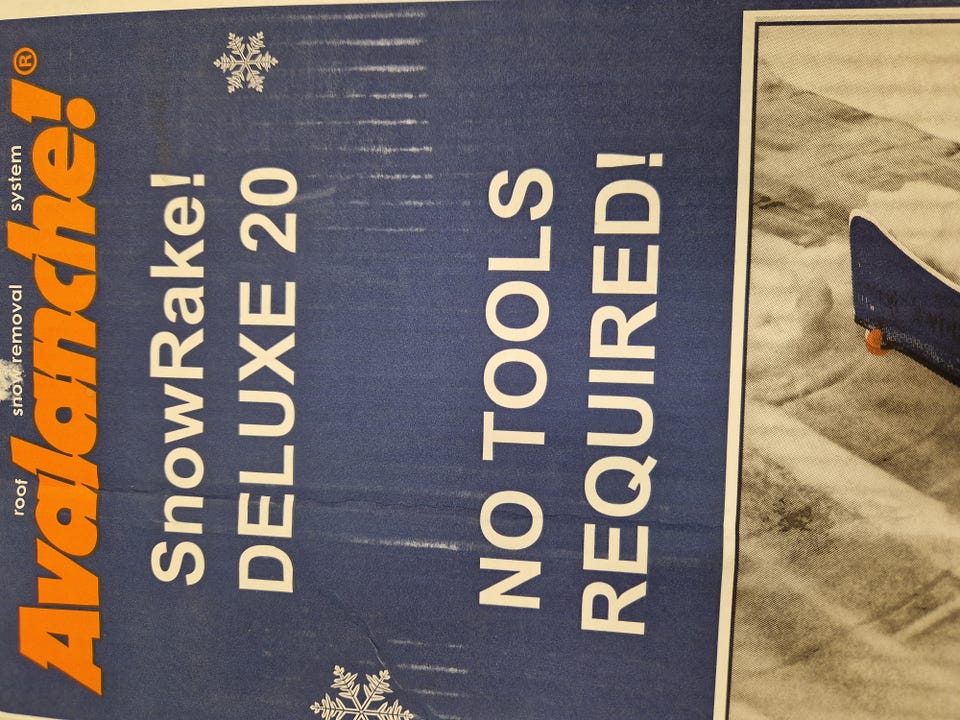 roof snow removal system
Avalanche!®
SnowRake!
DELUXE 20
NO TOOLS
REQUIRED!